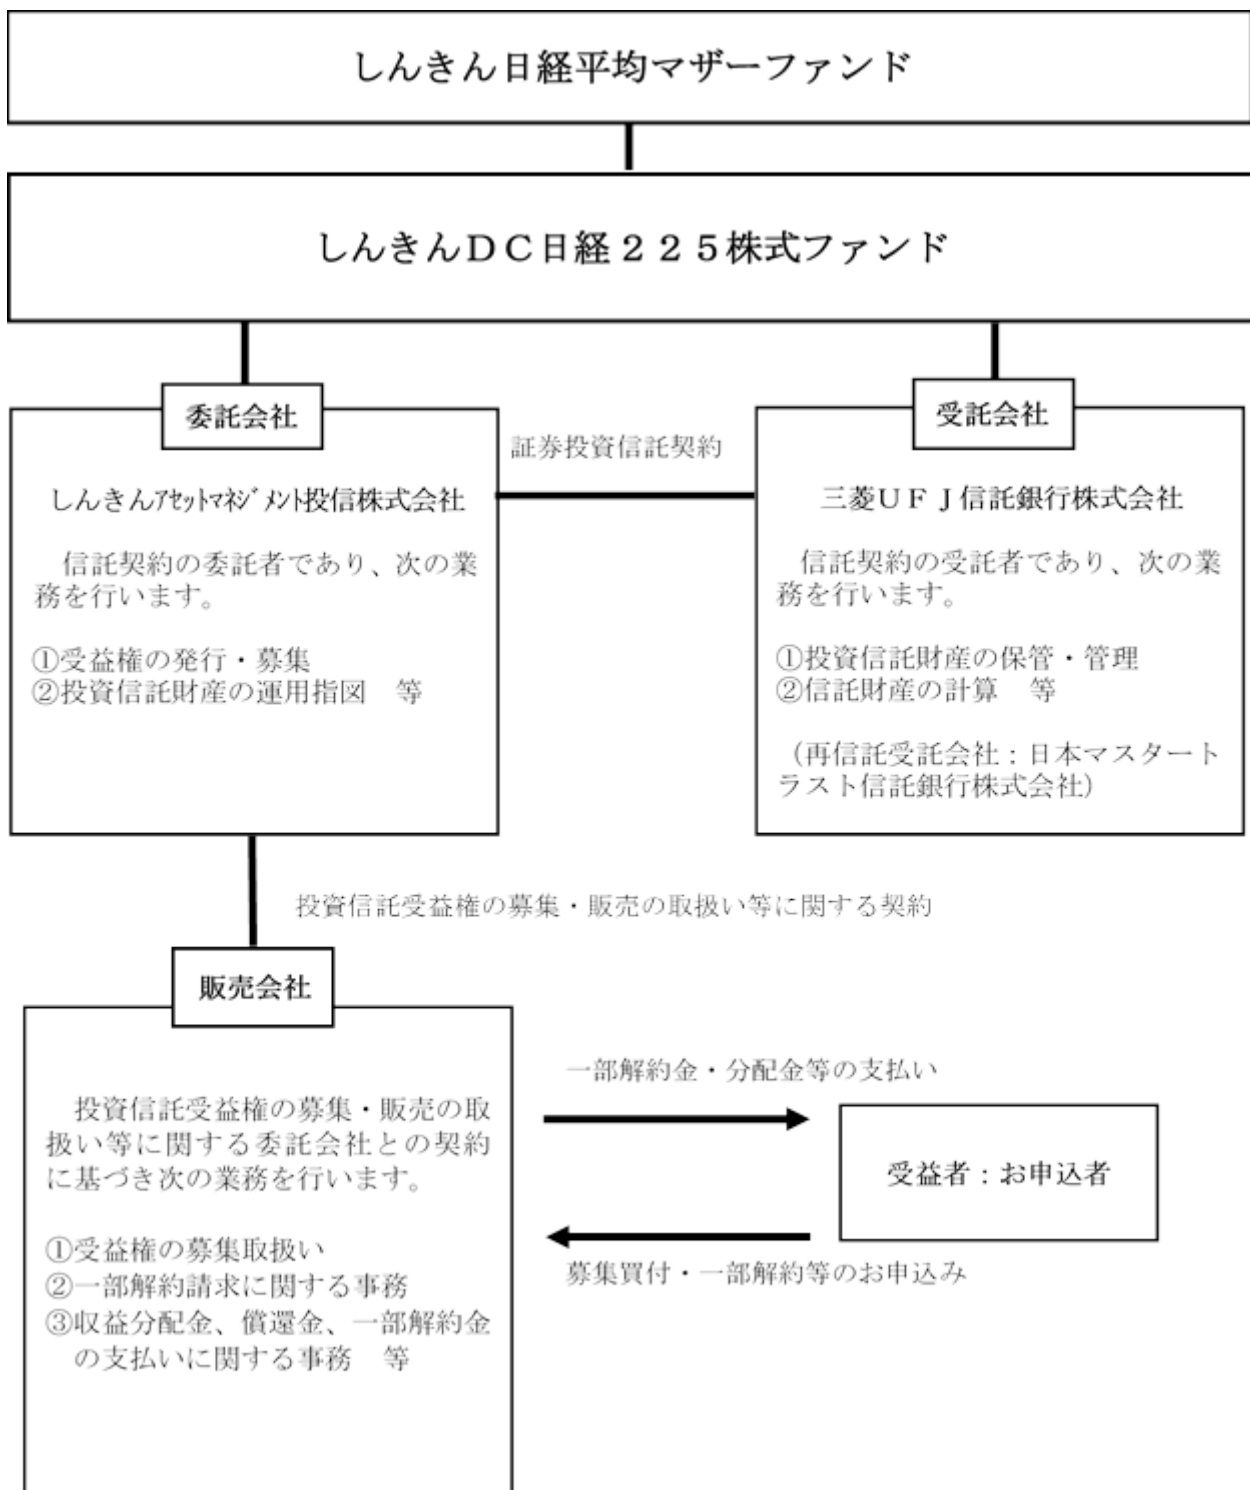 しんきん日経平均マザーファンド
しんきんＤＣ日経２２５株式ファンド
委託会社
しんきんｱｾｯﾄﾏﾈｼﾞﾒﾝﾄ投信株式会社
信託契約の委託者であり、次の業
務を行います。
①受益権の発行・募集
②投資信託財産の運用指図　等
証券投資信託契約
受託会社
三菱ＵＦＪ信託銀行株式会社
信託契約の受託者であり、次の業
務を行います。
①投資信託財産の保管・管理
②信託財産の計算　等
（再信託受託会社：日本マスタート
ラスト信託銀行株式会社）
投資信託受益権の募集・販売の取扱い等に関する契約
販売会社
投資信託受益権の募集・販売の取
扱い等に関する委託会社との契約
に基づき次の業務を行います。
①受益権の募集取扱い
②一部解約請求に関する事務
③収益分配金、償還金、一部解約金
の支払いに関する事務　等
一部解約金・分配金等の支払い
受益者：お申込者
募集買付・一部解約等のお申込み